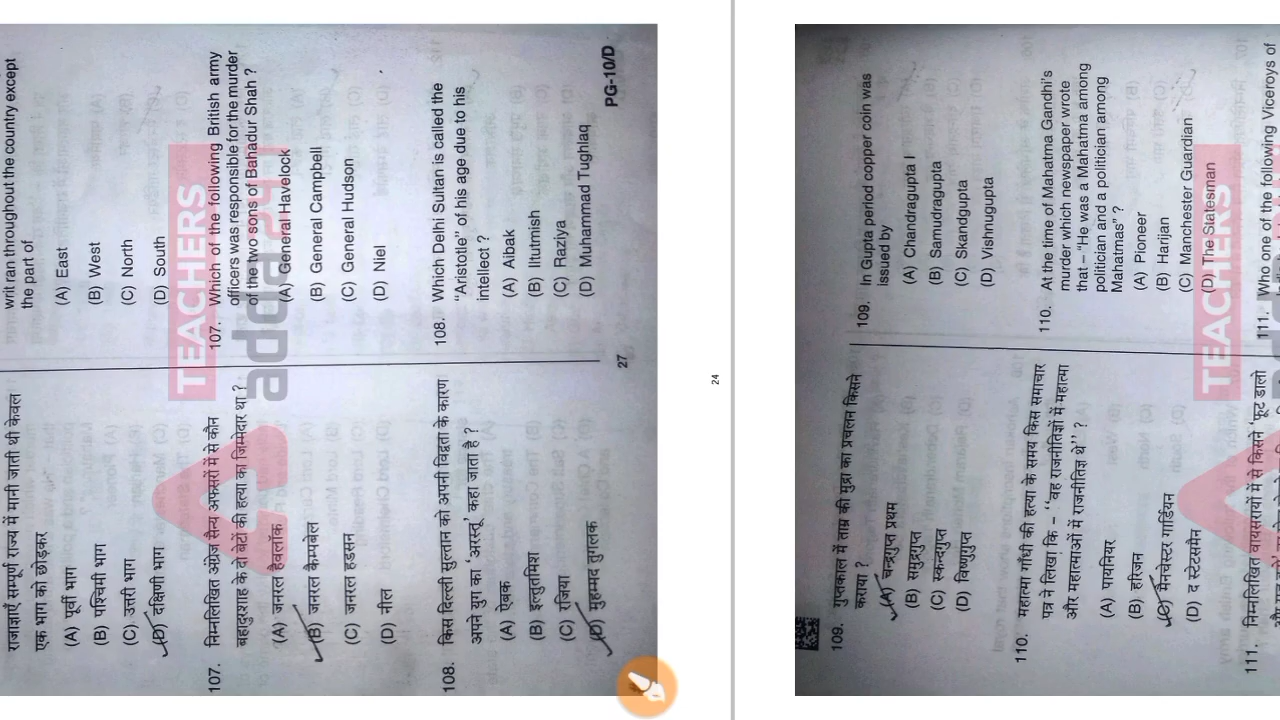 राजाज्ञाएँ सम्पूर्ण राज्य में मानी जाती थी केवल
एक भाग को छोड़कर
(A) पूर्वी भाग
(B) पश्चिमी भाग
(C) उत्तरी भाग
(D) दक्षिणी भाग
107. निम्नलिखित अंग्रेज सैन्य अफसरों में से कौन
बहादुरशाह के दो बेटों की हत्या का जिम्मेदार था ?
(A) जनरल हैवलॉक
(B) जनरल कैम्पबेल
(C) जनरल हडसन
(D) नील
108. किस दिल्ली सुल्तान को अपनी विद्वता के कारण
अपने युग का ‘अरस्तू’ कहा जाता है ?
(A) ऐबक
(B) इल्तुतमिश
(C) रजिया
(D) मुहम्मद तुगलक
writ ran throughout the country except
the part of
(A) East
(B) West
(C) North
(D) South
107. Which of the following British army
officers was responsible for the murder
of the two sons of Bahadur Shah ?
(A) General Havelock
(B) General Campbell
(C) General Hudson
(D) Niel
108. Which Delhi Sultan is called the
“Aristotle” of his age due to his
intellect ?
(A) Aibak
(B) Iltutmish
(C) Raziya
(D) Muhammad Tughlaq
27
PG-10/D
TEACHERS
adda241
24
109. गुप्तकाल में ताम्र की मुद्रा का प्रचलन किसने
कराया ?
(A) चन्द्रगुप्त प्रथम
(B) समुद्रगुप्त
(C) स्कन्दगुप्त
(D) विष्णुगुप्त
110. महात्मा गाँधी की हत्या के समय किस समाचार
पत्र ने लिखा कि – ‘‘वह राजनीतिज्ञों में महात्मा
और महात्माओं में राजनीतिज्ञ थे’’ ?
(A) पायनियर
(B) हरिजन
(C) मैनचेस्टर गार्डियन
(D) द स्टेटसमैन
111. निम्नलिखित वायसरायों में से किसने ‘फूट डालो
109. In Gupta period copper coin was
issued by
(A) Chandragupta I
(B) Samudragupta
(C) Skandgupta
(D) Vishnugupta
110. At the time of Mahatma Gandhi's
murder which newspaper wrote
that – “He was a Mahatma among
politician and a politician among
Mahatmas” ?
(A) Pioneer
(B) Harijan
(C) Manchester Guardian
(D) The Statesman
111. Who one of the following Viceroys of
TEACHERS